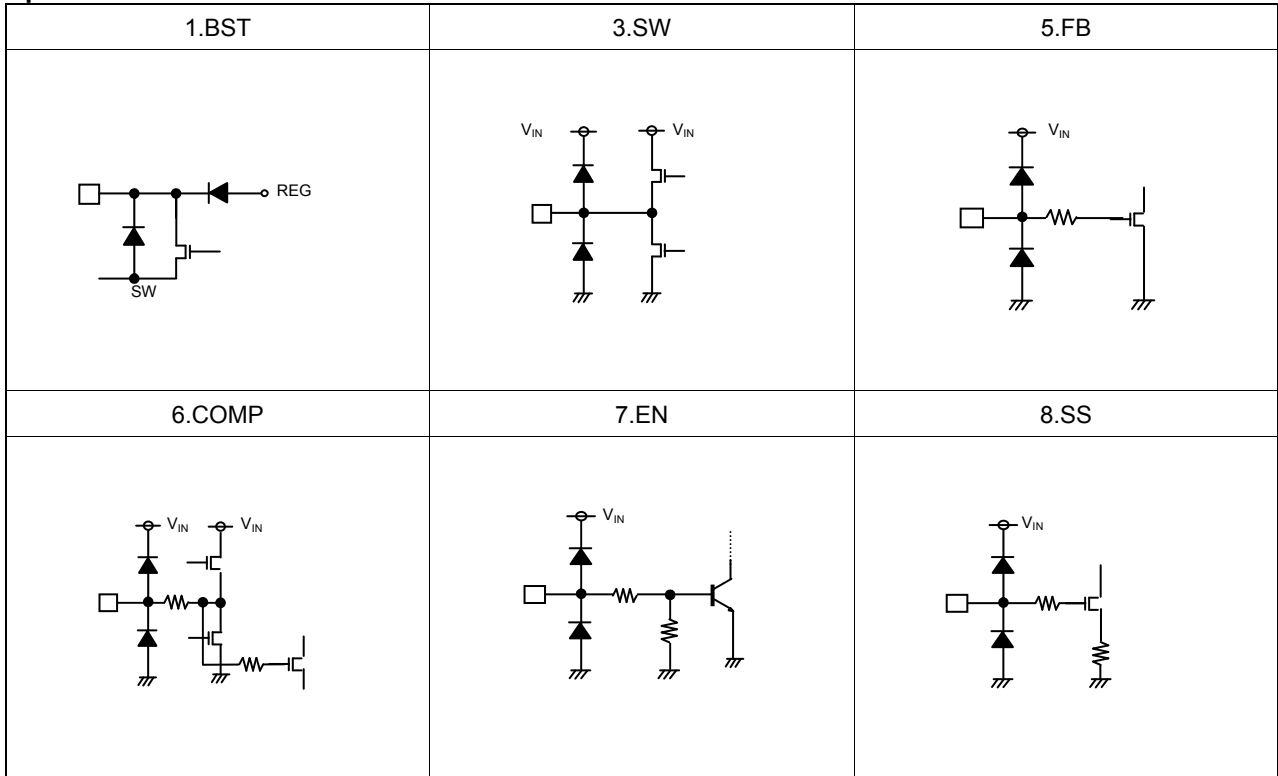 1.BST
3.SW
5.FB
REG
SW
V_IN
V_IN
V_IN
6.COMP
7.EN
8.SS
V_IN
V_IN
V_IN
V_IN